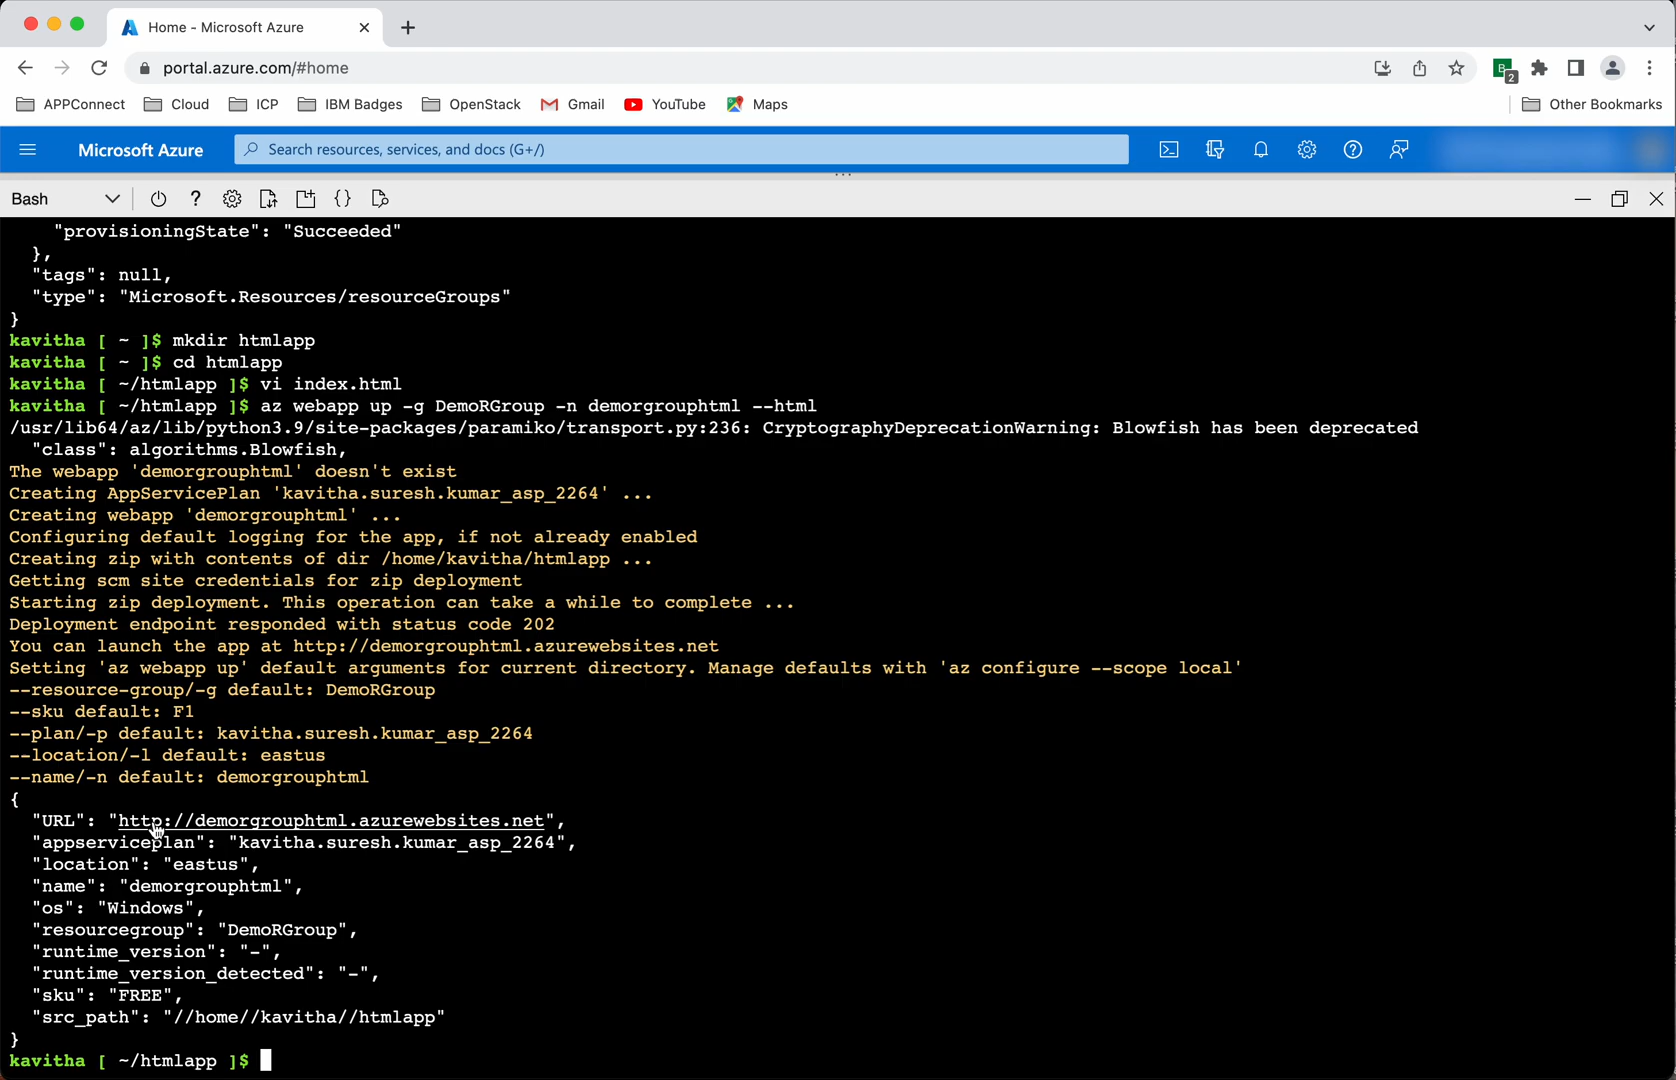 Home - Microsoft Azure
portal.azure.com/#home
2
APPConnect Cloud ICP IBM Badges OpenStack Gmail YouTube Maps Other Bookmarks
Microsoft Azure Search resources, services, and docs (G+/)
Bash
"provisioningState": "Succeeded"
},
"tags": null,
"type": "Microsoft.Resources/resourceGroups"
}
kavitha [ ~ ]$ mkdir htmlapp
kavitha [ ~ ]$ cd htmlapp
kavitha [ ~/htmlapp ]$ vi index.html
kavitha [ ~/htmlapp ]$ az webapp up -g DemoRGroup -n demorgrouphtml --html
/usr/lib64/az/lib/python3.9/site-packages/paramiko/transport.py:236: CryptographyDeprecationWarning: Blowfish has been deprecated
"class": algorithms.Blowfish,
The webapp 'demorgrouphtml' doesn't exist
Creating AppServicePlan 'kavitha.suresh.kumar_asp_2264' ...
Creating webapp 'demorgrouphtml' ...
Configuring default logging for the app, if not already enabled
Creating zip with contents of dir /home/kavitha/htmlapp ...
Getting scm site credentials for zip deployment
Starting zip deployment. This operation can take a while to complete ...
Deployment endpoint responded with status code 202
You can launch the app at http://demorgrouphtml.azurewebsites.net
Setting 'az webapp up' default arguments for current directory. Manage defaults with 'az configure --scope local'
--resource-group/-g default: DemoRGroup
--sku default: F1
--plan/-p default: kavitha.suresh.kumar_asp_2264
--location/-l default: eastus
--name/-n default: demorgrouphtml
{
"URL": "http://demorgrouphtml.azurewebsites.net",
"appserviceplan": "kavitha.suresh.kumar_asp_2264",
"location": "eastus",
"name": "demorgrouphtml",
"os": "Windows",
"resourcegroup": "DemoRGroup",
"runtime_version": "-",
"runtime_version_detected": "-",
"sku": "FREE",
"src_path": "//home//kavitha//htmlapp"
}
kavitha [ ~/htmlapp ]$